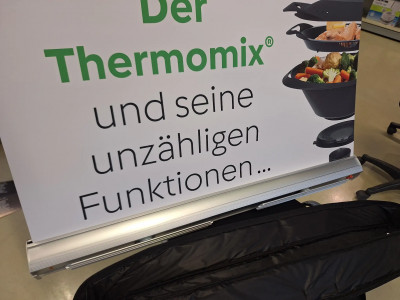 Der
Thermomix®
und seine
unzähligen
Funktionen...